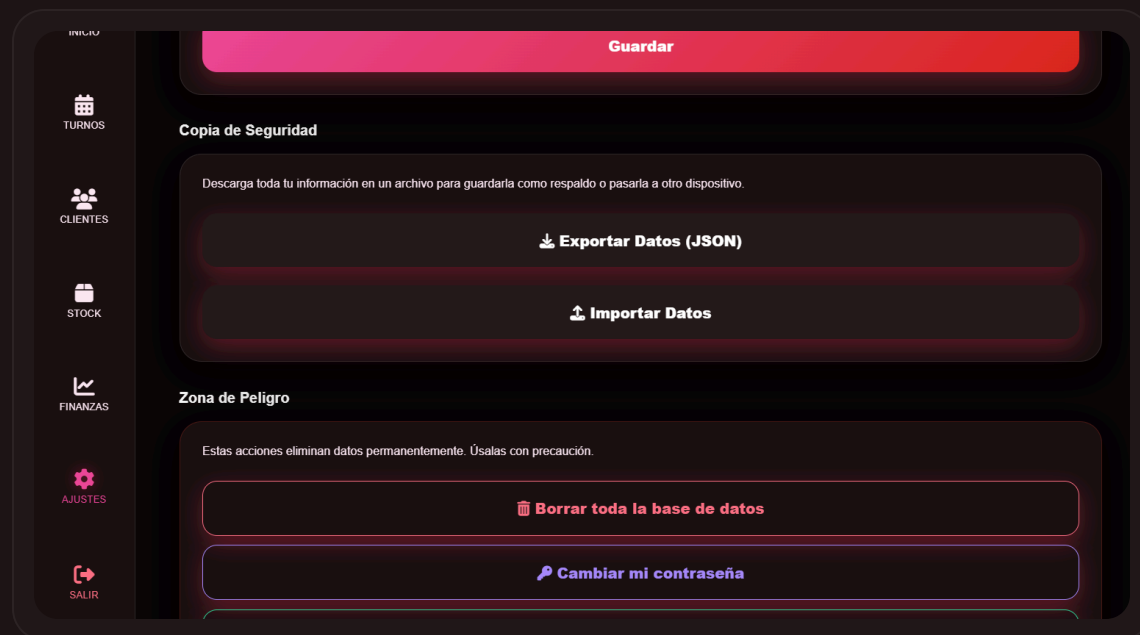 INICIO
TURNOS
CLIENTES
STOCK
FINANZAS
AJUSTES
SALIR
Guardar
Copia de Seguridad
Descarga toda tu información en un archivo para guardarla como respaldo o pasarla a otro dispositivo.
Exportar Datos (JSON)
Importar Datos
Zona de Peligro
Estas acciones eliminan datos permanentemente. Úsalas con precaución.
Borrar toda la base de datos
Cambiar mi contraseña